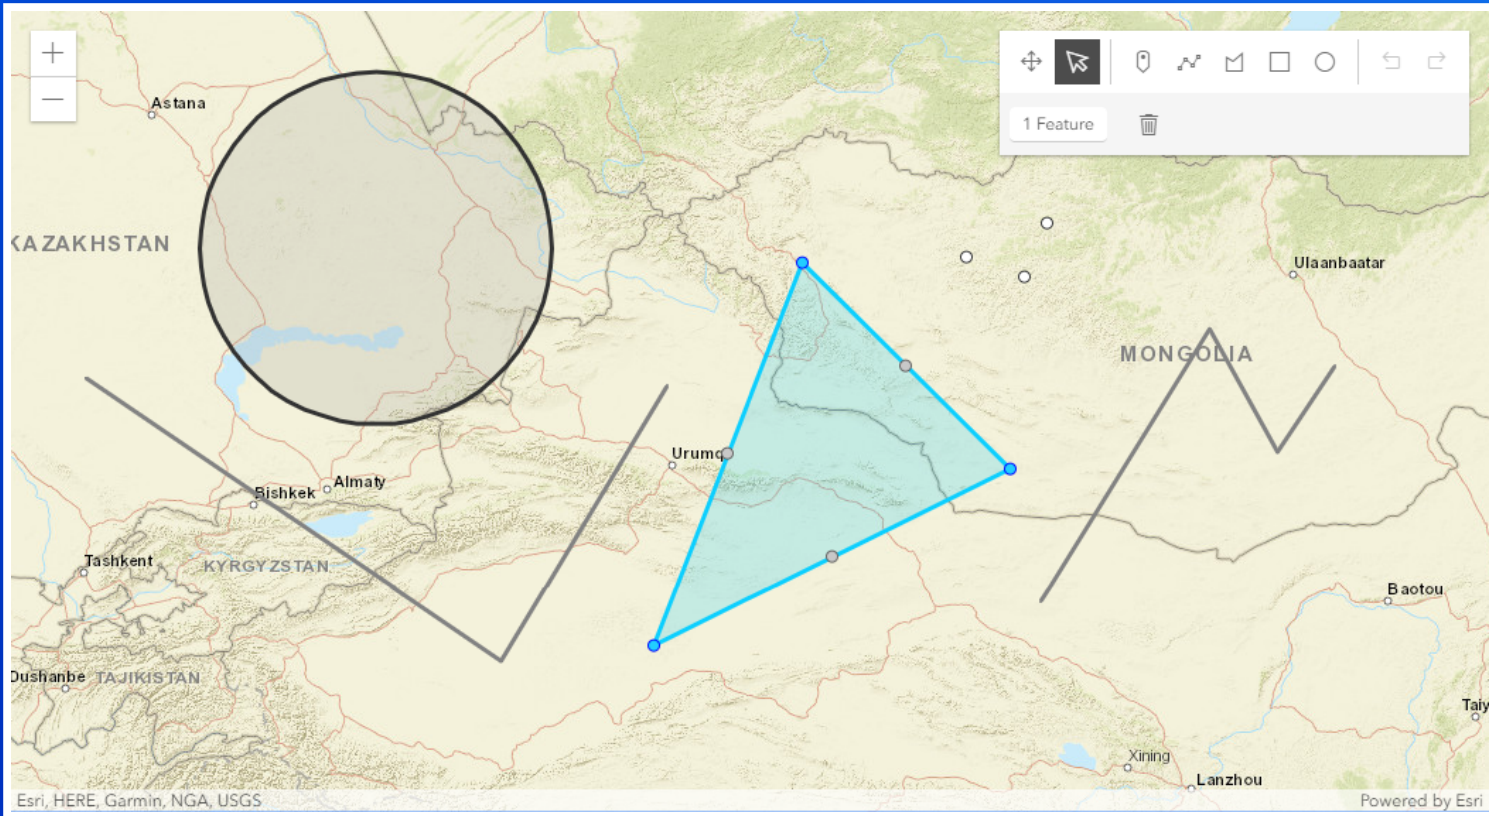 +
Astana
1 Feature
−
KAZAKHSTAN
Ulaanbaatar
MONGOLIA
Urumq
Almaty
Bishkek
Tashkent
KYRGYZSTAN
Baotou
Dushanbe
TAJIKISTAN
Taiy
Xining
Lanzhou
Esri, HERE, Garmin, NGA, USGS
Powered by Esri